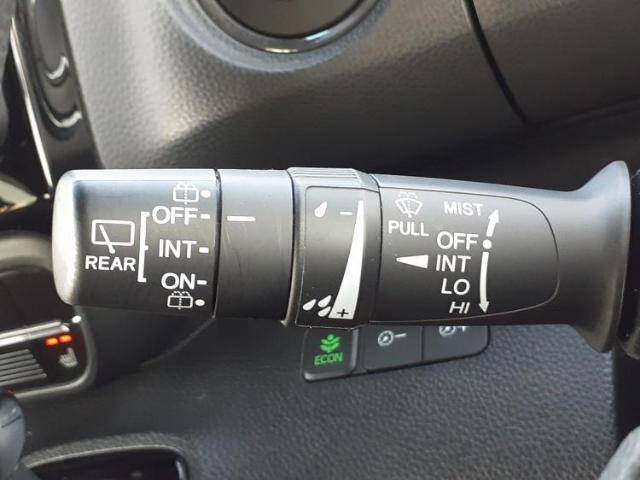 OFF
INT
ON
REAR
− 
+
PULL
MIST
OFF
INT
LO
HI
ECON